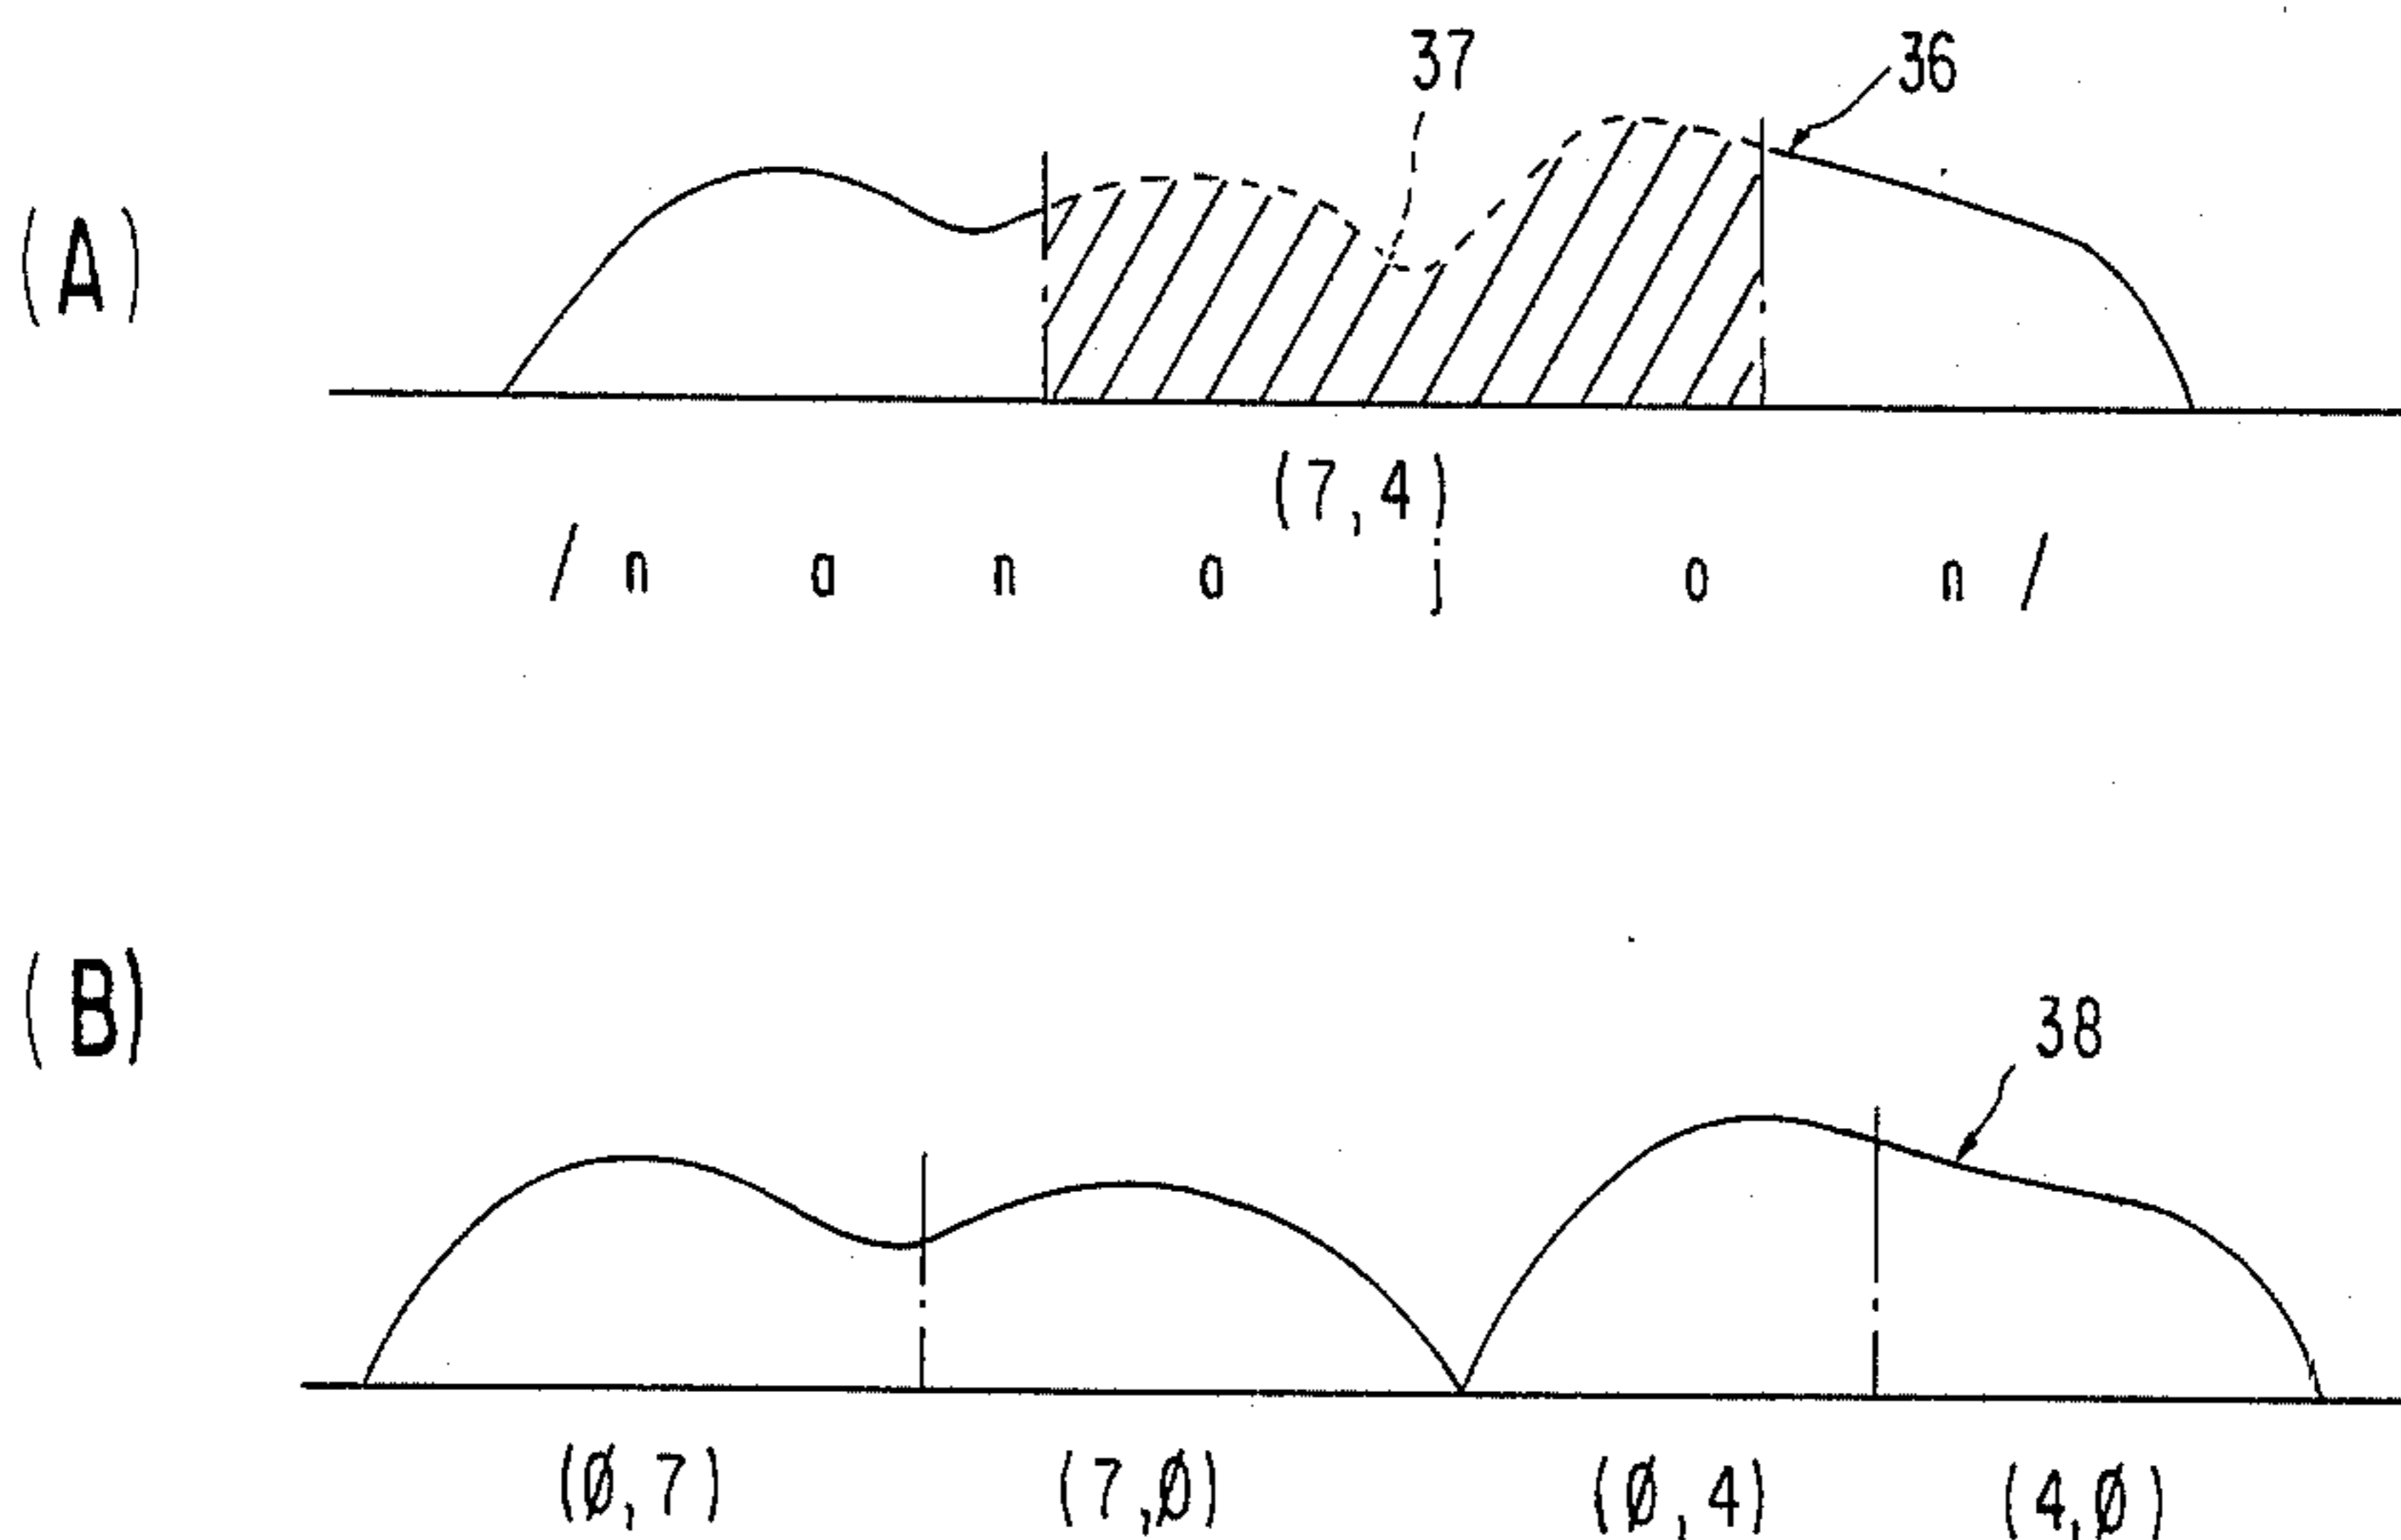 37
36
(A)
(7,4)
/ n a n a j o n /
(B)
38
(Ø,7) (7,Ø) (Ø,4) (4,Ø)